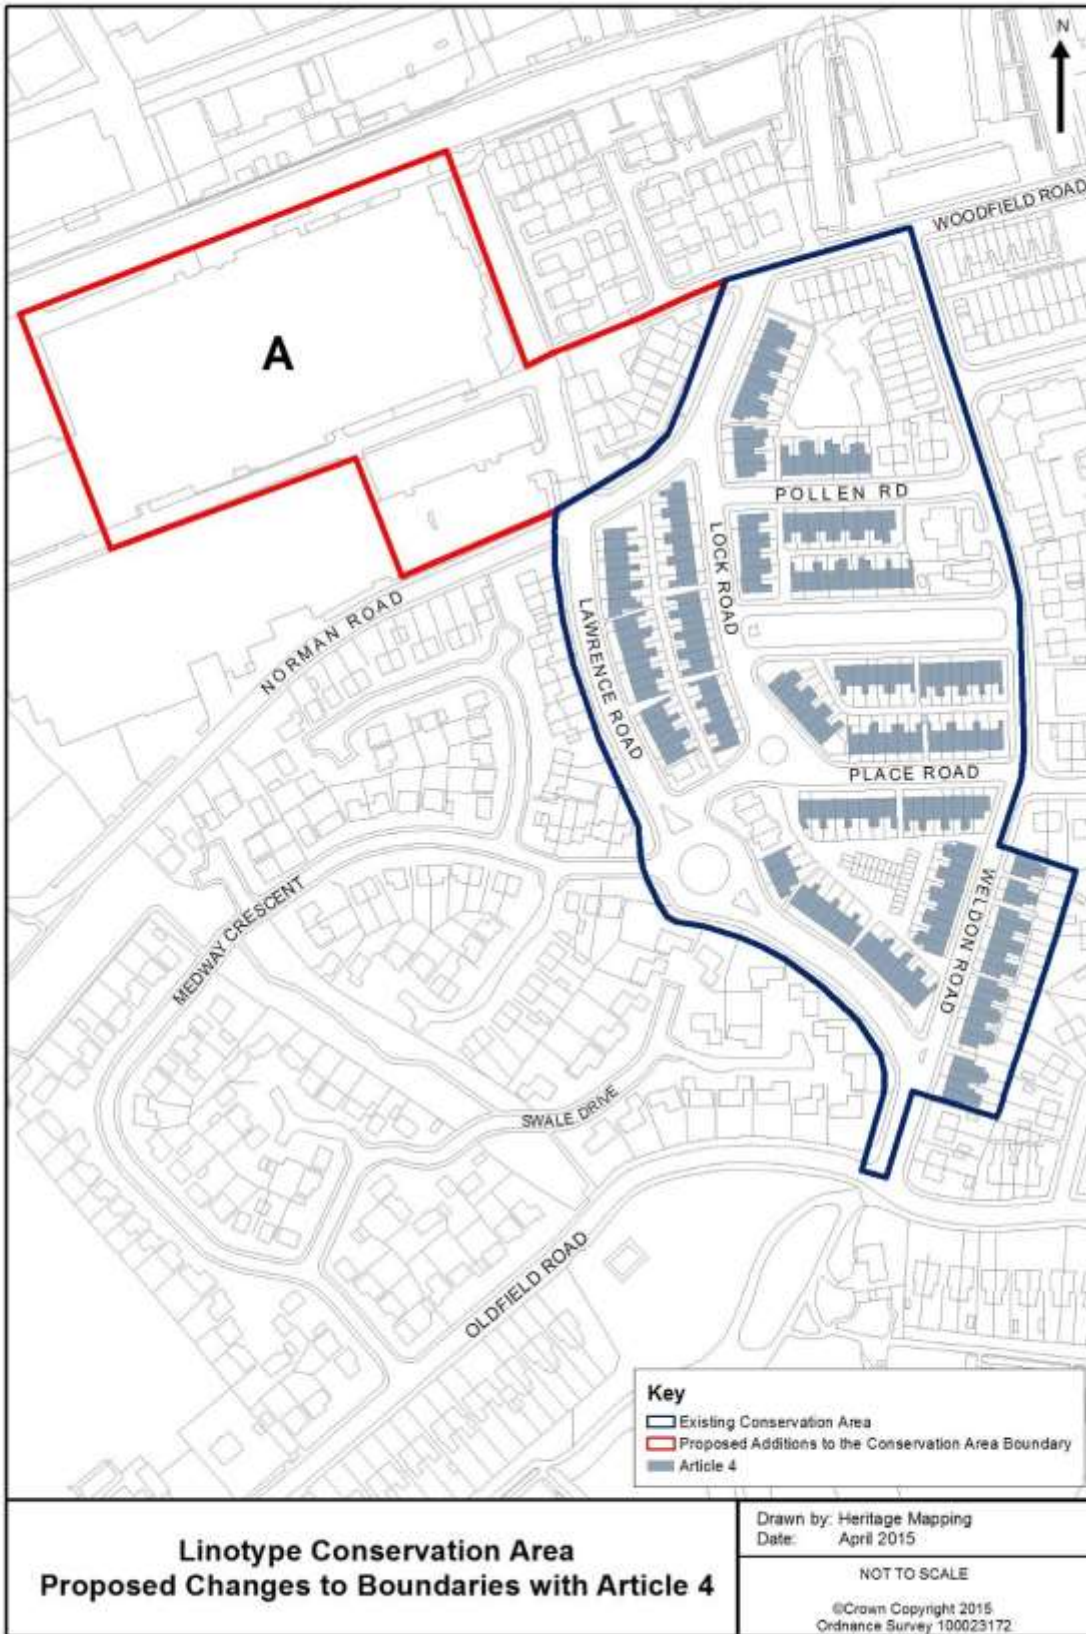 N
WOODFIELD ROAD
A
POLLEN RD
LOCK ROAD
NORMAN ROAD
LAWRENCE ROAD
PLACE ROAD
WELDON ROAD
MEDWAY CRESCENT
SWALE DRIVE
OLDFIELD ROAD
Key
Existing Conservation Area
Proposed Additions to the Conservation Area Boundary
Article 4
Linotype Conservation Area
Proposed Changes to Boundaries with Article 4
Drawn by: Heritage Mapping
Date: April 2015
NOT TO SCALE
©Crown Copyright 2015
Ordnance Survey 100023172